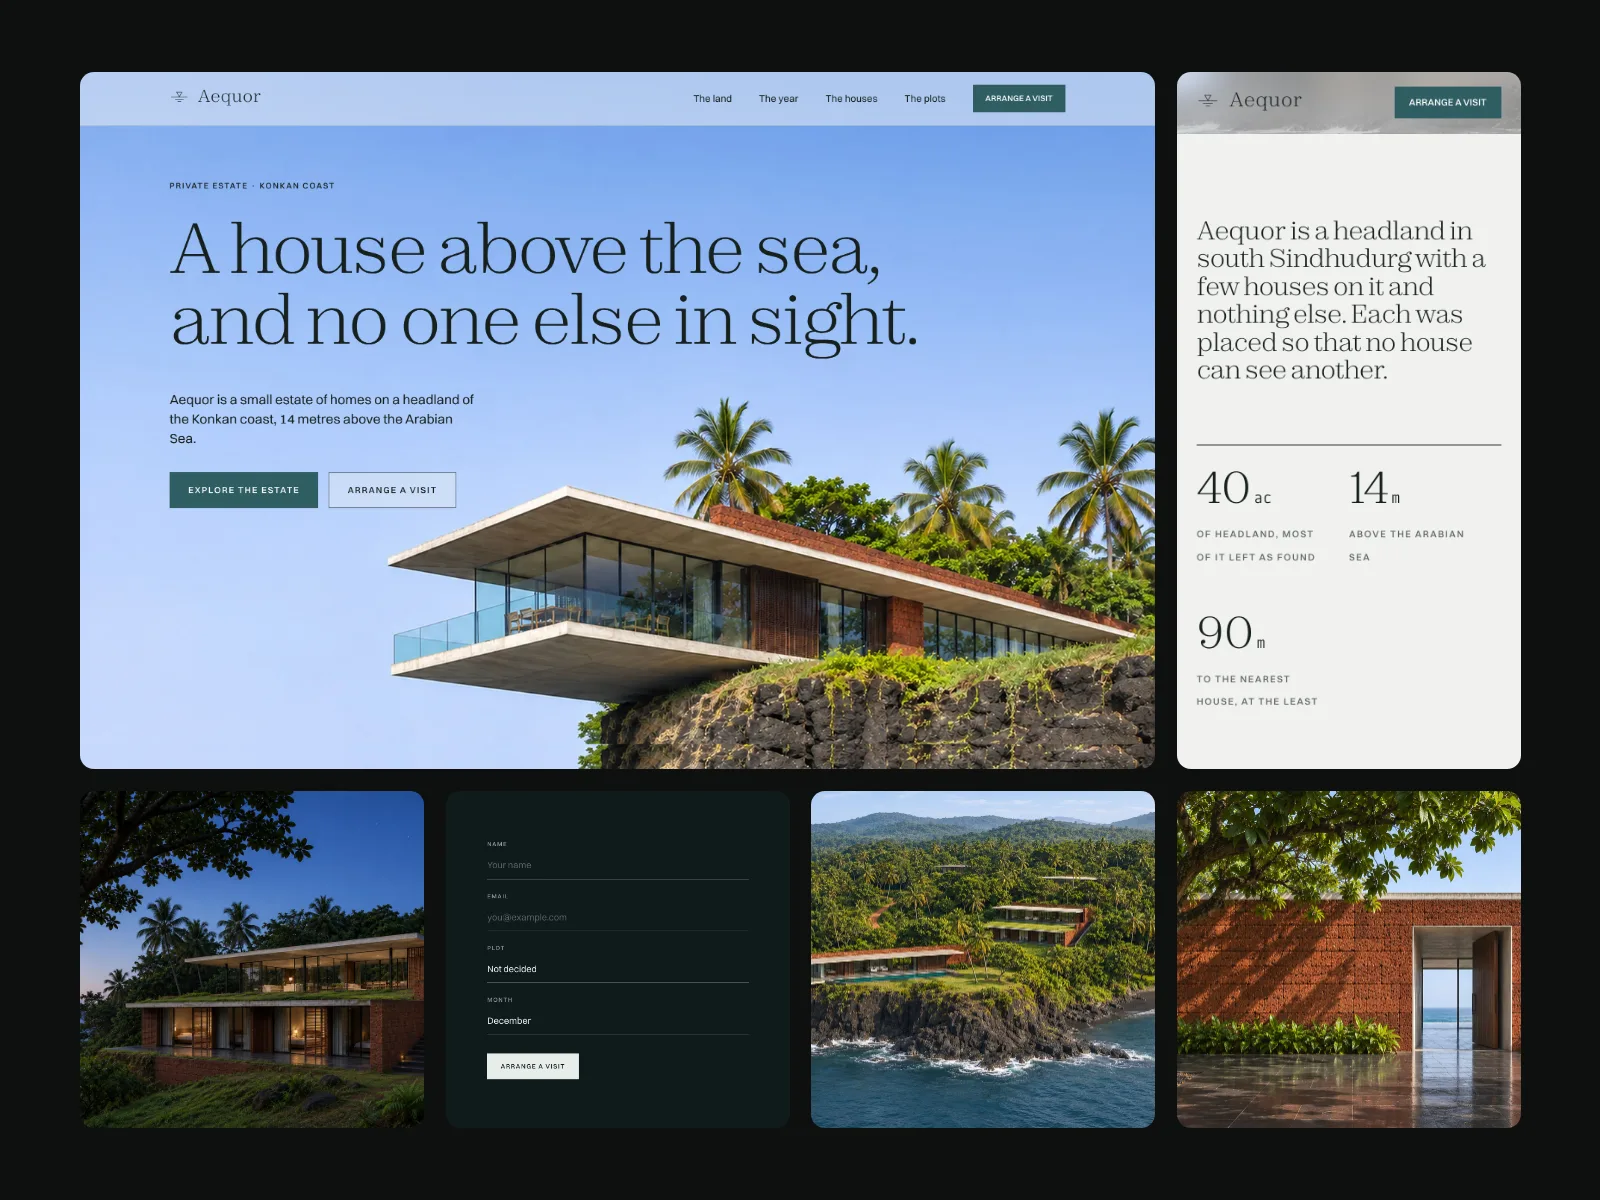 Aequor
The land
The year
The houses
The plots
ARRANGE A VISIT
PRIVATE ESTATE · KONKAN COAST
A house above the sea,
and no one else in sight.
Aequor is a small estate of homes on a headland of
the Konkan coast, 14 metres above the Arabian
Sea.
EXPLORE THE ESTATE
ARRANGE A VISIT
Aequor
ARRANGE A VISIT
Aequor is a headland in
south Sindhudurg with a
few houses on it and
nothing else. Each was
placed so that no house
can see another.
40 ac
OF HEADLAND, MOST
OF IT LEFT AS FOUND
14 m
ABOVE THE ARABIAN
SEA
90 m
TO THE NEAREST
HOUSE, AT THE LEAST
NAME
Your name
EMAIL
you@example.com
PLOT
Not decided
MONTH
December
ARRANGE A VISIT